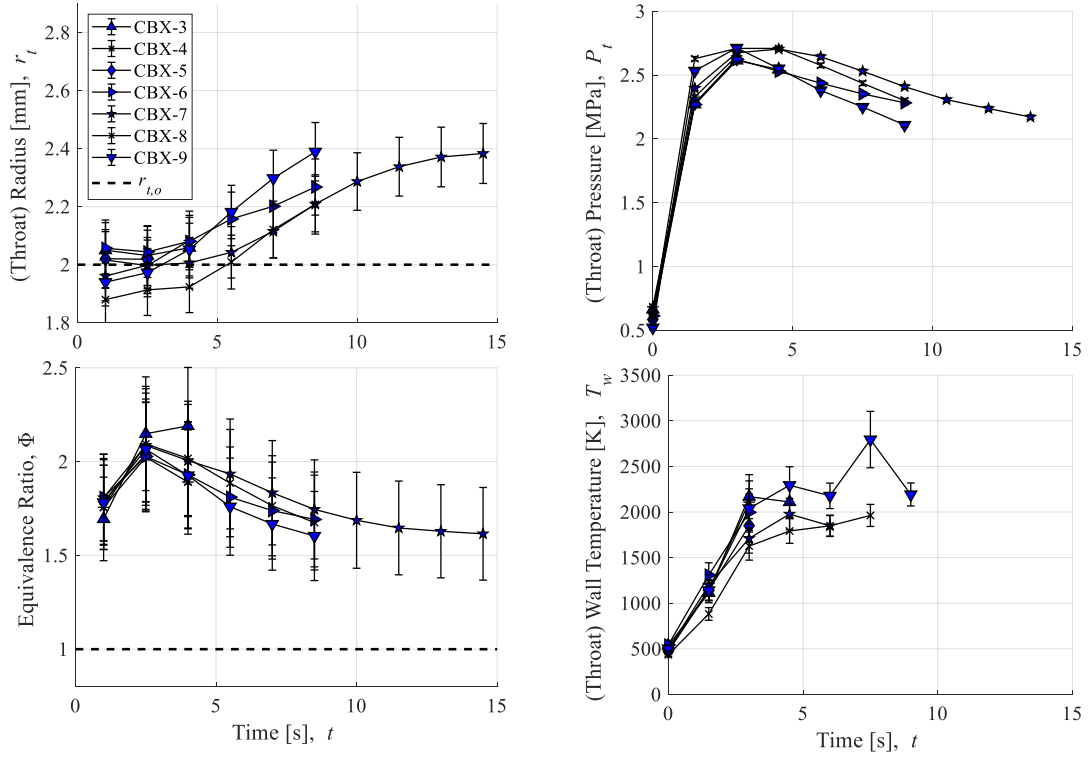 (Throat) Radius [mm], r_t
2.8
2.6
2.4
2.2
2
1.8
0
5
10
15
CBX-3
CBX-4
CBX-5
CBX-6
CBX-7
CBX-8
CBX-9
r_{t,o}
(Throat) Pressure [MPa], P_t
3
2.5
2
1.5
1
0.5
0
5
10
15
Equivalence Ratio, Φ
2.5
2
1.5
1
0
5
10
15
Time [s], t
(Throat) Wall Temperature [K], T_w
3500
3000
2500
2000
1500
1000
500
0
0
5
10
15
Time [s], t